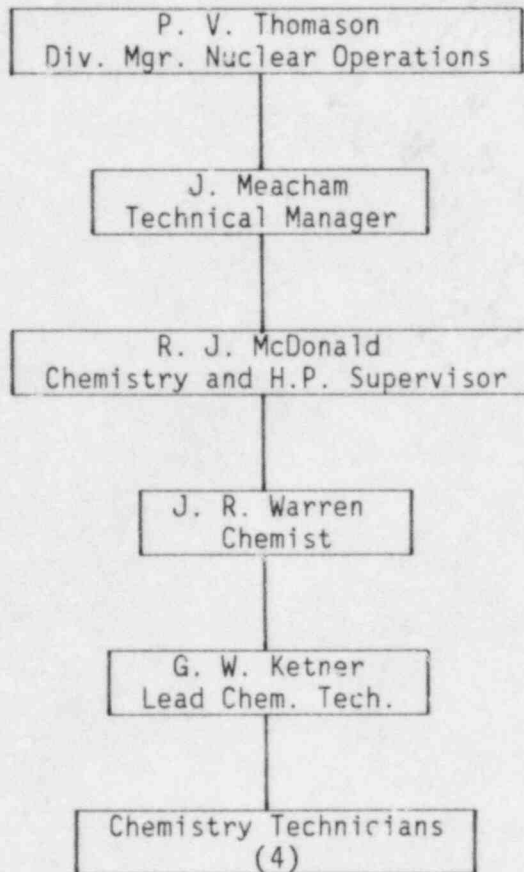 P. V. Thomason
Div. Mgr. Nuclear Operations
J. Meacham
Technical Manager
R. J. McDonald
Chemistry and H.P. Supervisor
J. R. Warren
Chemist
G. W. Ketner
Lead Chem. Tech.
Chemistry Technicians
(4)